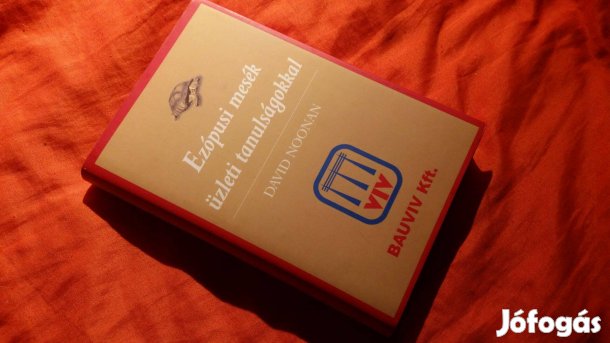 Ezópusi mesék
üzleti tanulságokkal
DAVID NOONAN
VIV
BAUVIV Kft.
Jófogás